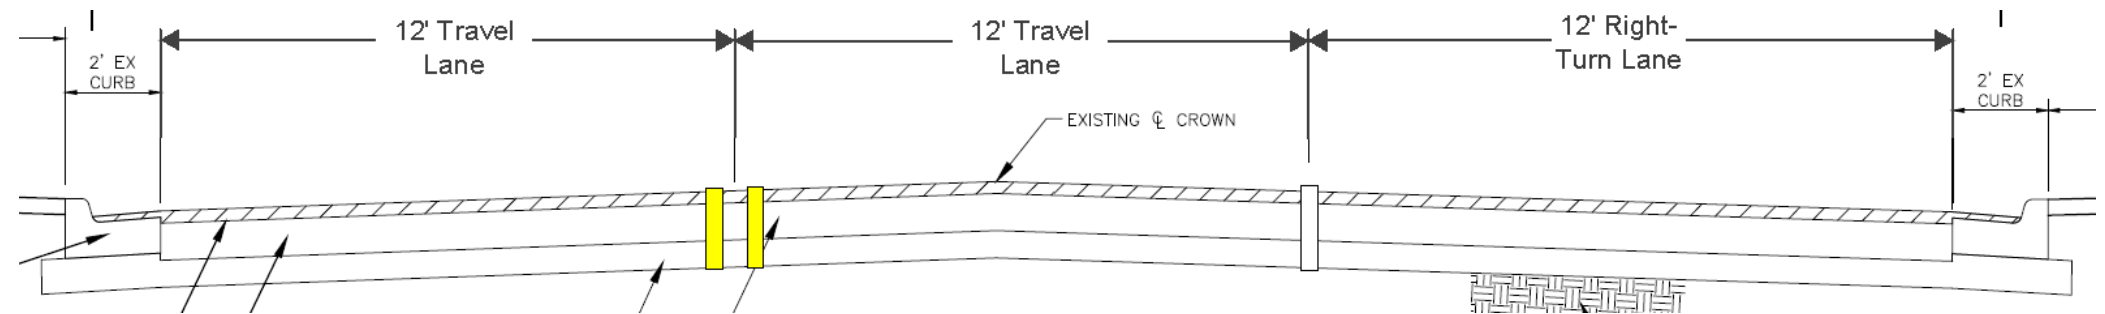 12' Travel
Lane
12' Travel
Lane
12' Right-
Turn Lane
2' EX
CURB
2' EX
CURB
EXISTING ℄ CROWN